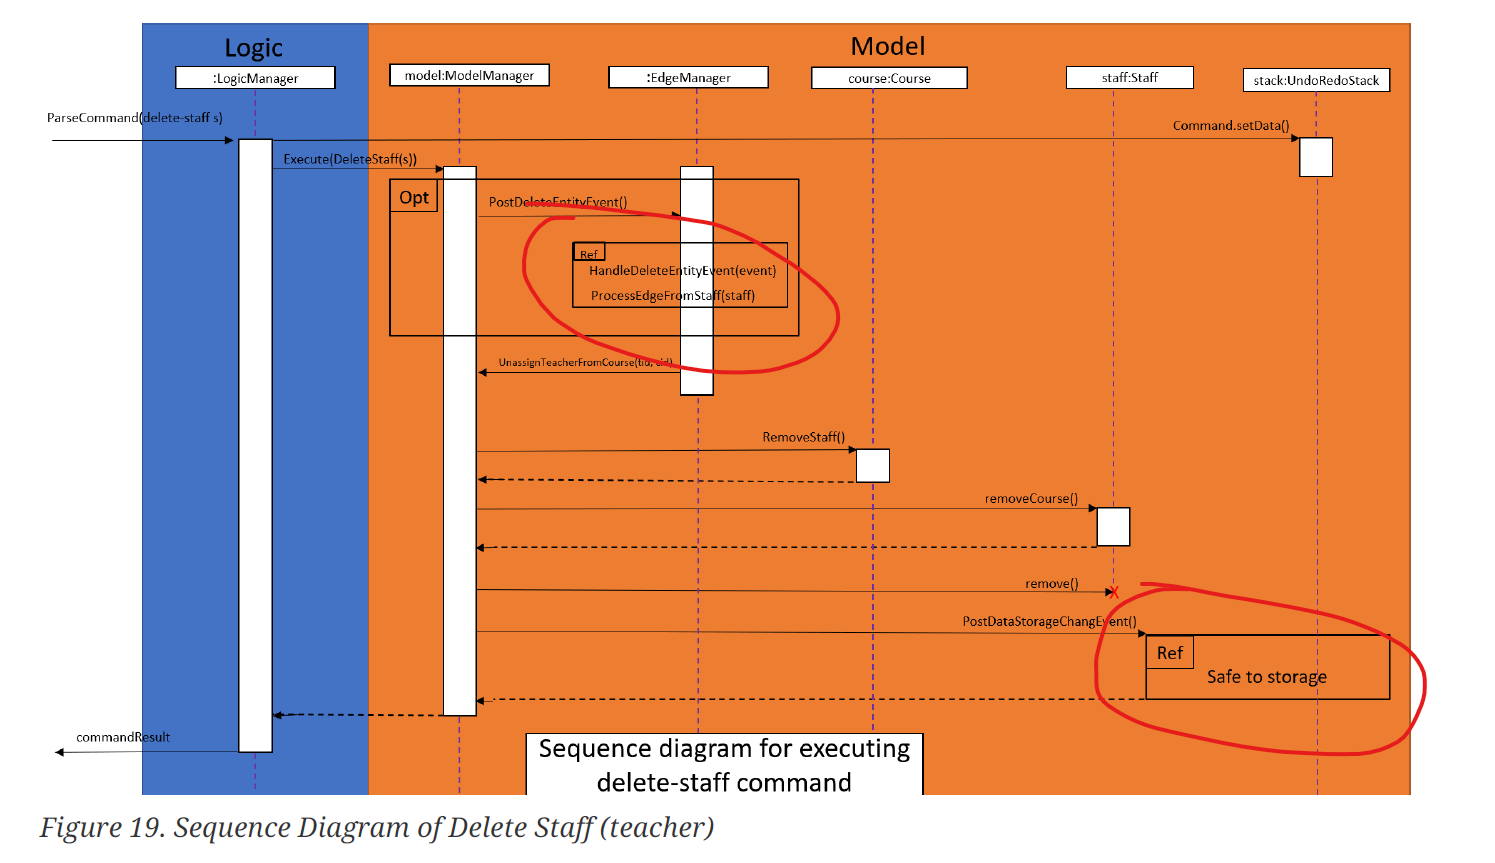 Logic
Model
:LogicManager
model:ModelManager
:EdgeManager
course:Course
staff:Staff
stack:UndoRedoStack
ParseCommand(delete-staff s)
Command.setData()
Execute(DeleteStaff(s))
Opt
PostDeleteEntityEvent()
Ref
HandleDeleteEntityEvent(event)
ProcessEdgeFromStaff(staff)
UnassignTeacherFromCourse(tid, cid)
RemoveStaff()
removeCourse()
remove()
X
PostDataStorageChangEvent()
Ref
Safe to storage
commandResult
Sequence diagram for executing
delete-staff command
Figure 19. Sequence Diagram of Delete Staff (teacher)